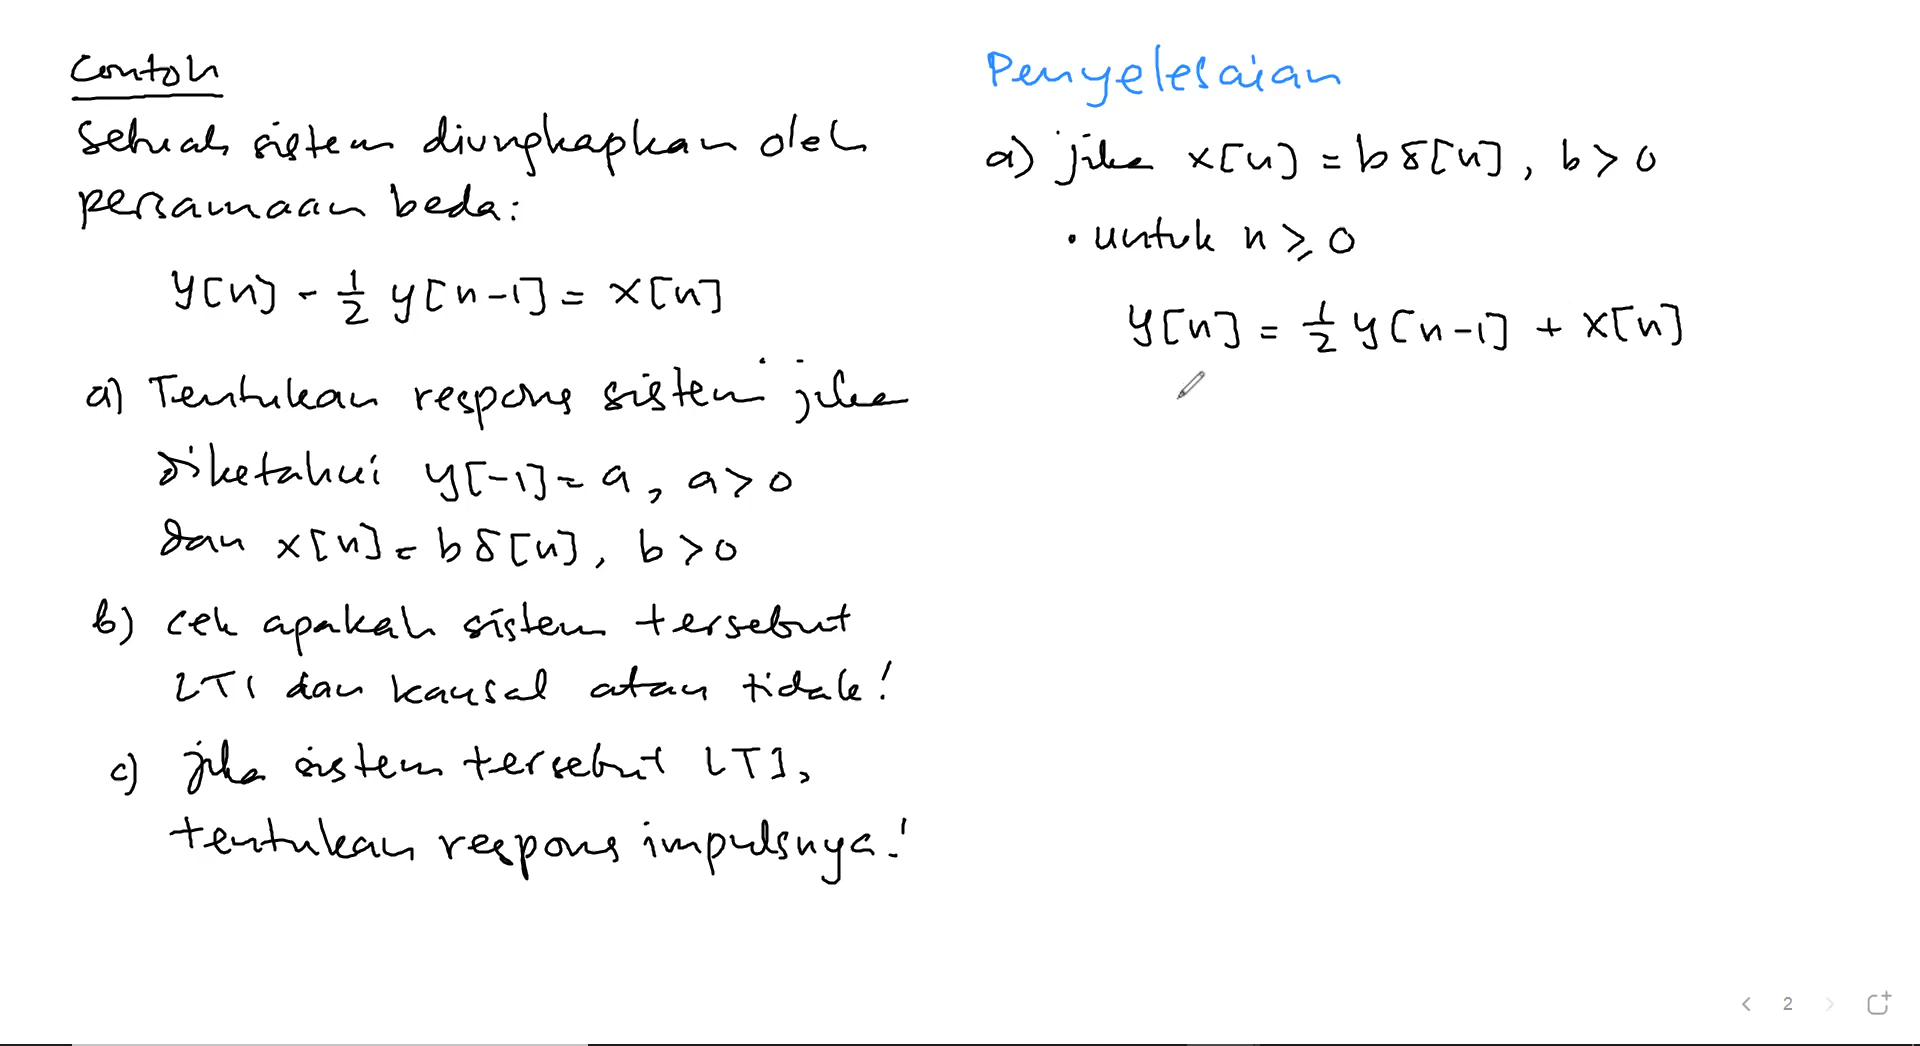 Contoh
Sebuah sistem diungkapkan oleh
persamaan beda:
y[n] - 1/2 y[n-1] = x[n]
a) Tentukan respons sistem jika
diketahui y[-1] = a, a > 0
dan x[n] = b δ[n], b > 0
b) cek apakah sistem tersebut
LTI dan kausal atau tidak!
c) jika sistem tersebut LTI,
tentukan respons impulsnya!
Penyelesaian
a) jika x[n] = b δ[n], b > 0
• untuk n ≥ 0
y[n] = 1/2 y[n-1] + x[n]
2